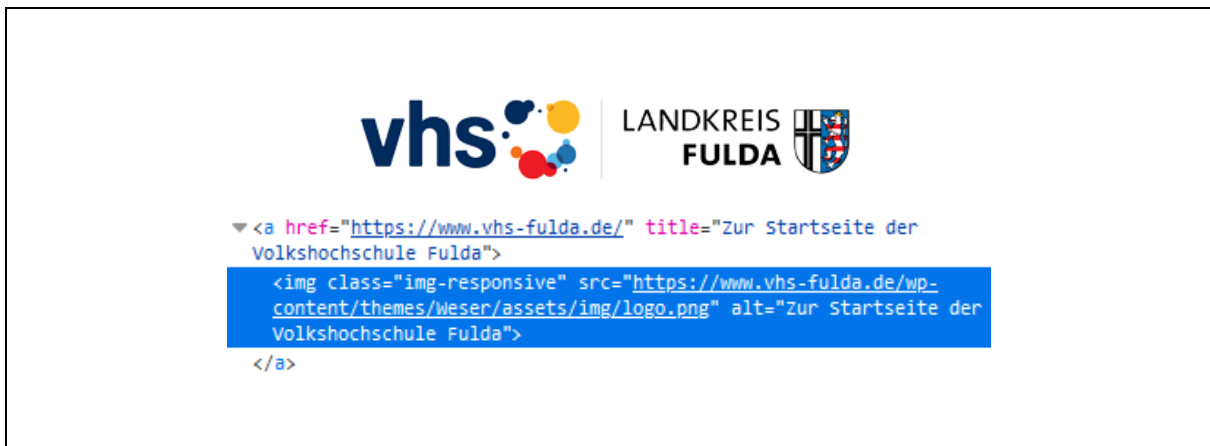 vhs
LANDKREIS
FULDA
<a href="https://www.vhs-fulda.de/" title="Zur Startseite der
Volkshochschule Fulda">
<img class="img-responsive" src="https://www.vhs-fulda.de/wp-
content/themes/Weser/assets/img/logo.png" alt="Zur Startseite der
Volkshochschule Fulda">
</a>